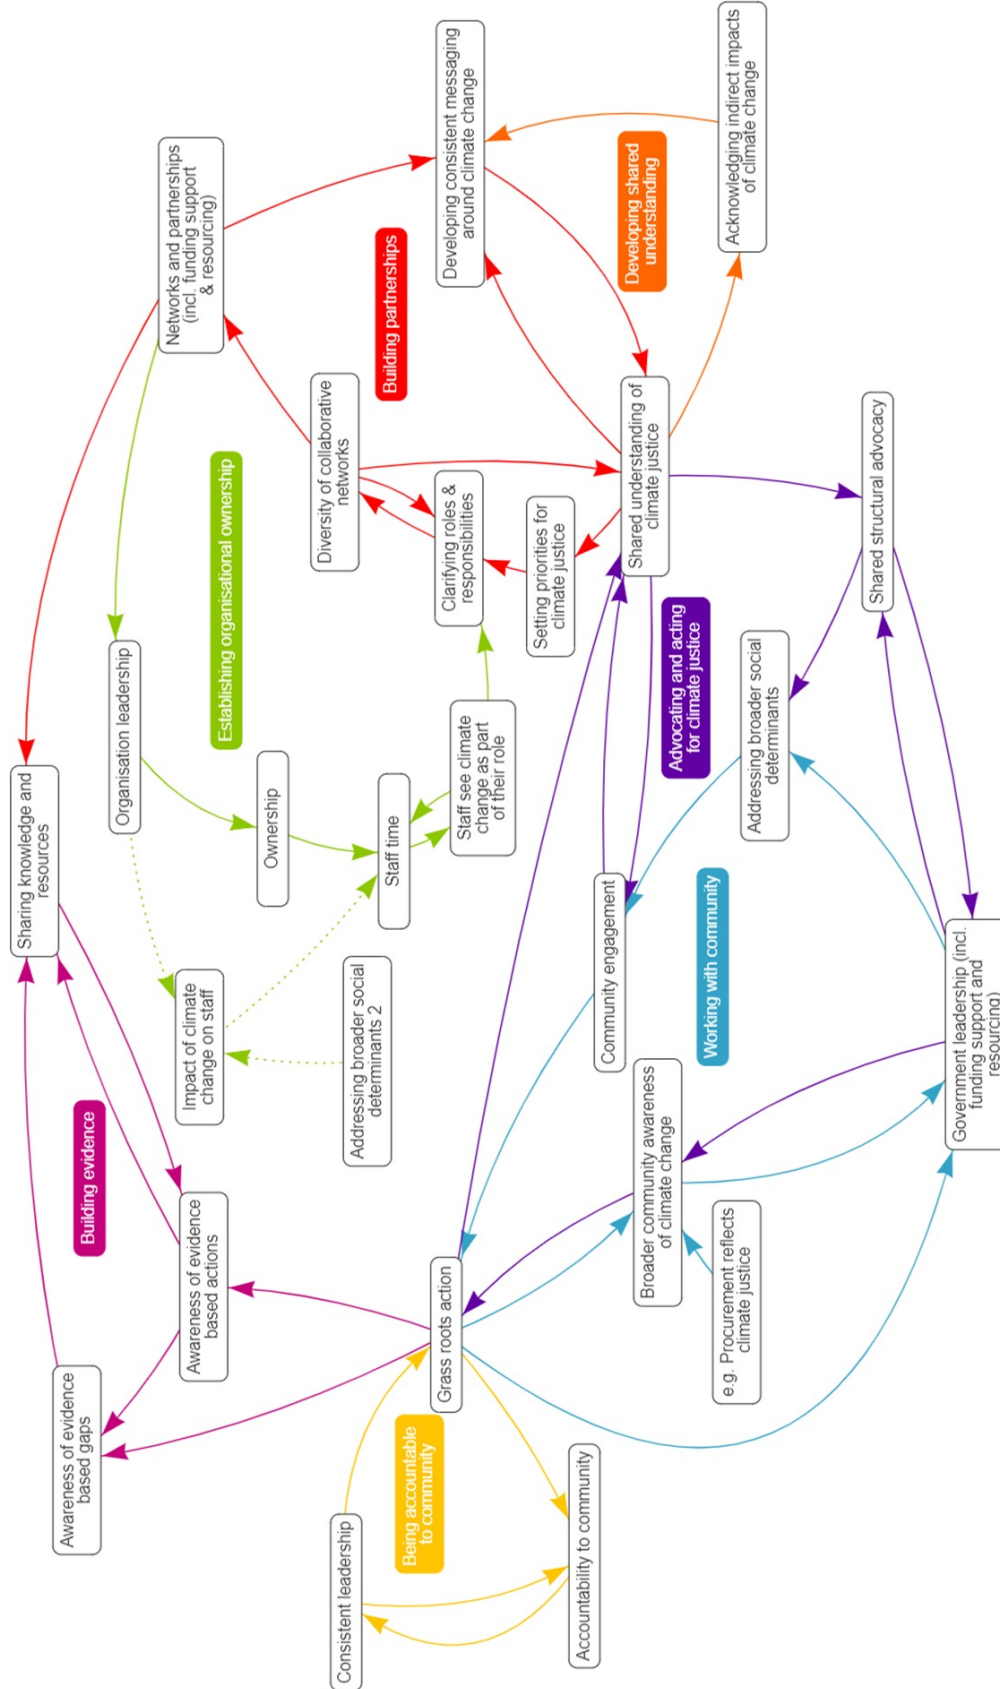 Sharing knowledge and
resources
Awareness of evidence
based gaps
Building evidence
Organisation leadership
Awareness of evidence
based actions
Impact of climate
change on staff
Networks and partnerships
(incl. funding support
& resourcing)
Establishing organisational ownership
Ownership
Consistent leadership
Addressing broader social
determinants 2
Diversity of collaborative
networks
Staff time
Building partnerships
Being accountable
to community
Grass roots action
Staff see climate
change as part
of their role
Clarifying roles &
responsibilities
Developing consistent messaging
around climate change
Setting priorities for
climate justice
Accountability to community
Community engagement
Shared understanding of
climate justice
Developing shared
understanding
Broader community awareness
of climate change
Advocating and acting
for climate justice
Working with community
e.g. Procurement reflects
climate justice
Addressing broader social
determinants
Acknowledging indirect impacts
of climate change
Shared structural advocacy
Government leadership (incl.
funding support and
resourcing)